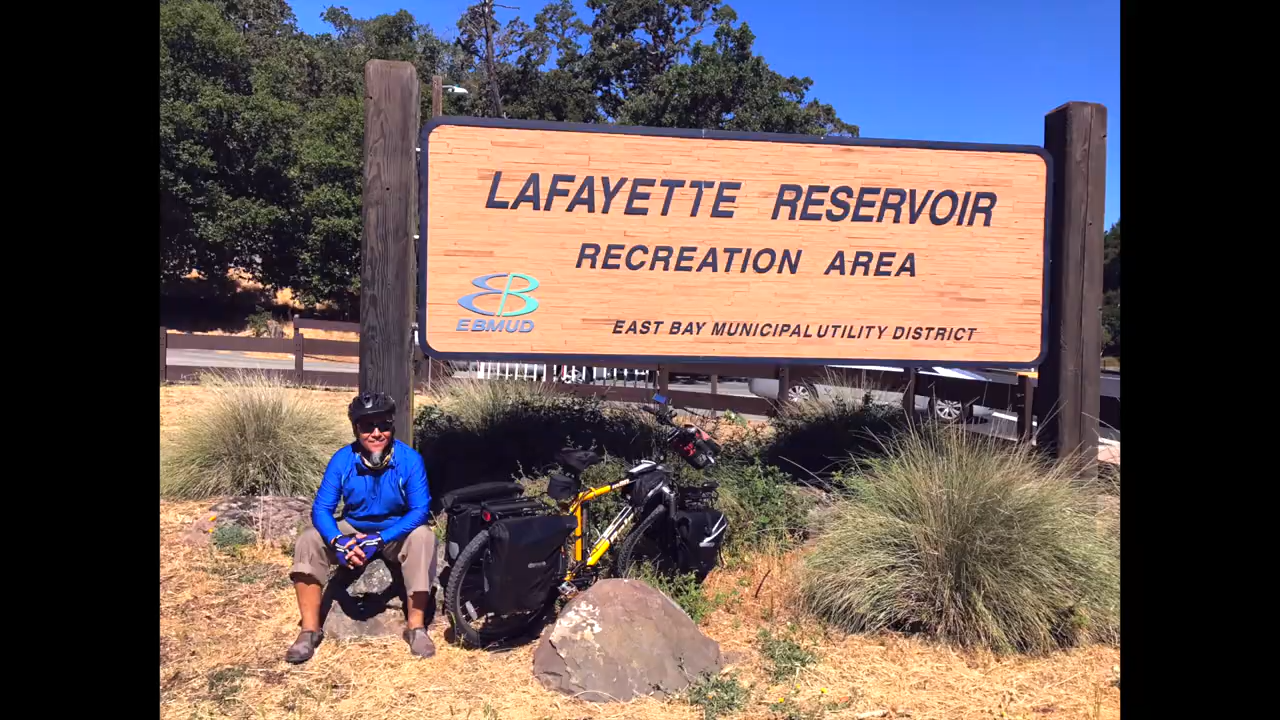 LAFAYETTE RESERVOIR
RECREATION AREA
EBMUD
EAST BAY MUNICIPAL UTILITY DISTRICT